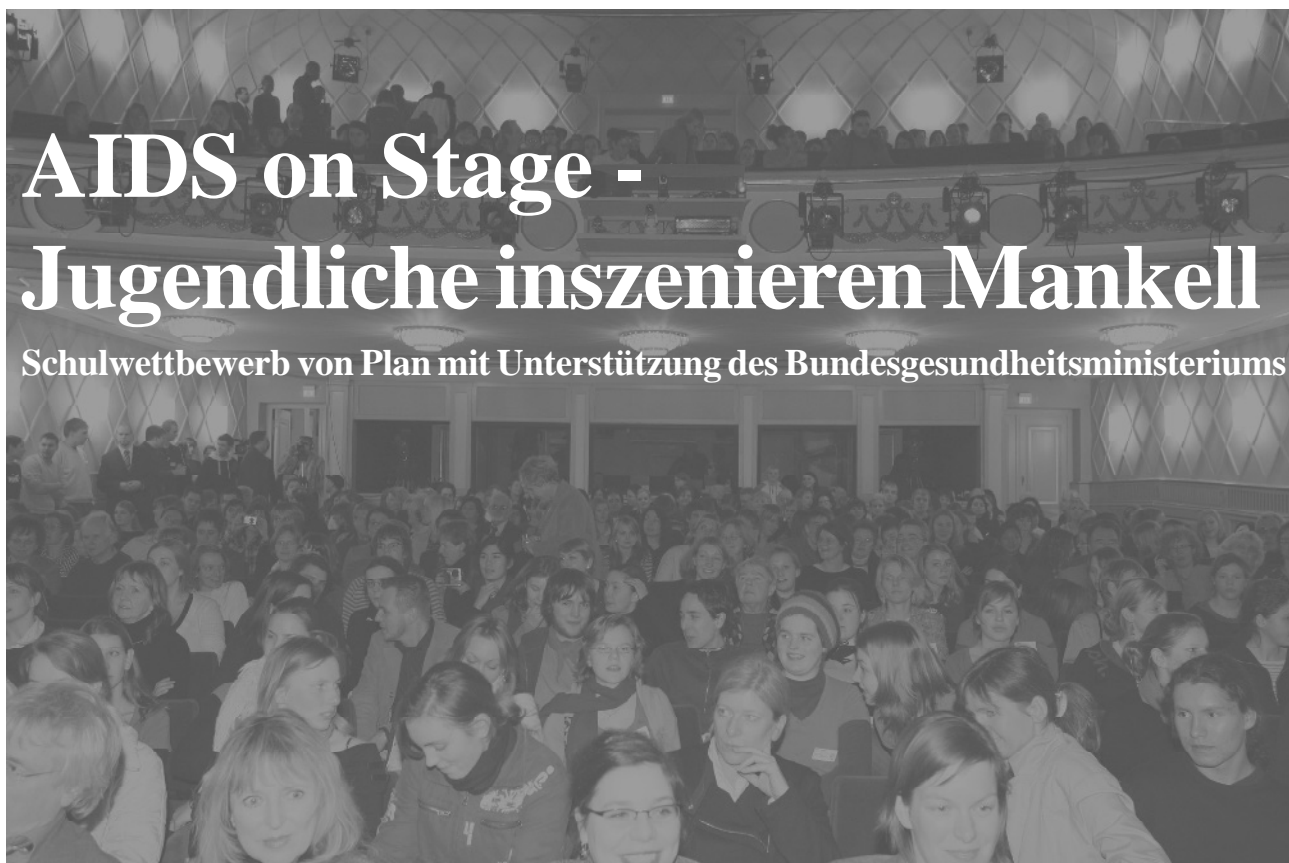 AIDS on Stage -
Jugendliche inszenieren Mankell
Schulwettbewerb von Plan mit Unterstützung des Bundesgesundheitsministeriums